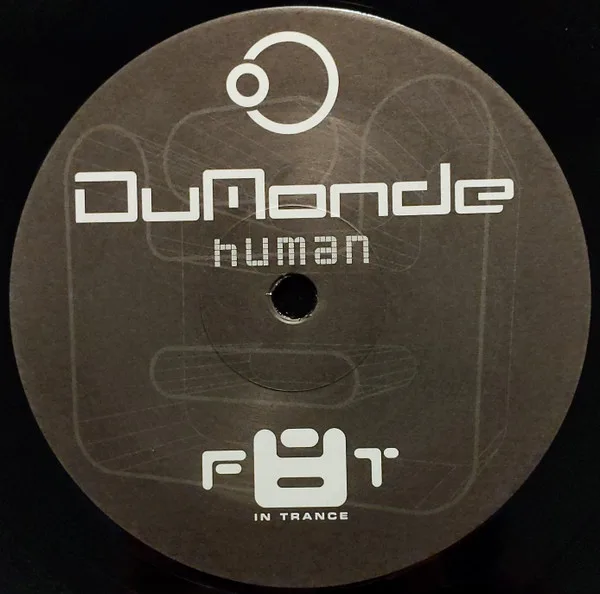 DuMonde
human
F8T
IN TRANCE